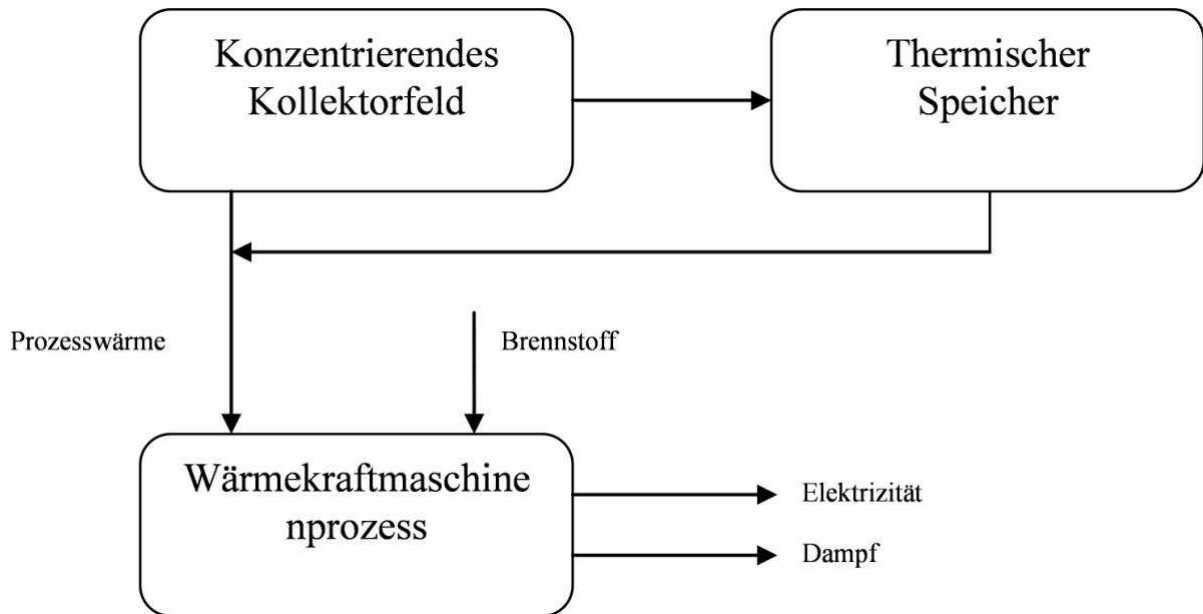 Konzentrierendes
Kollektorfeld
Thermischer
Speicher
Prozesswärme
Brennstoff
Wärmekraftmaschine
nprozess
Elektrizität
Dampf